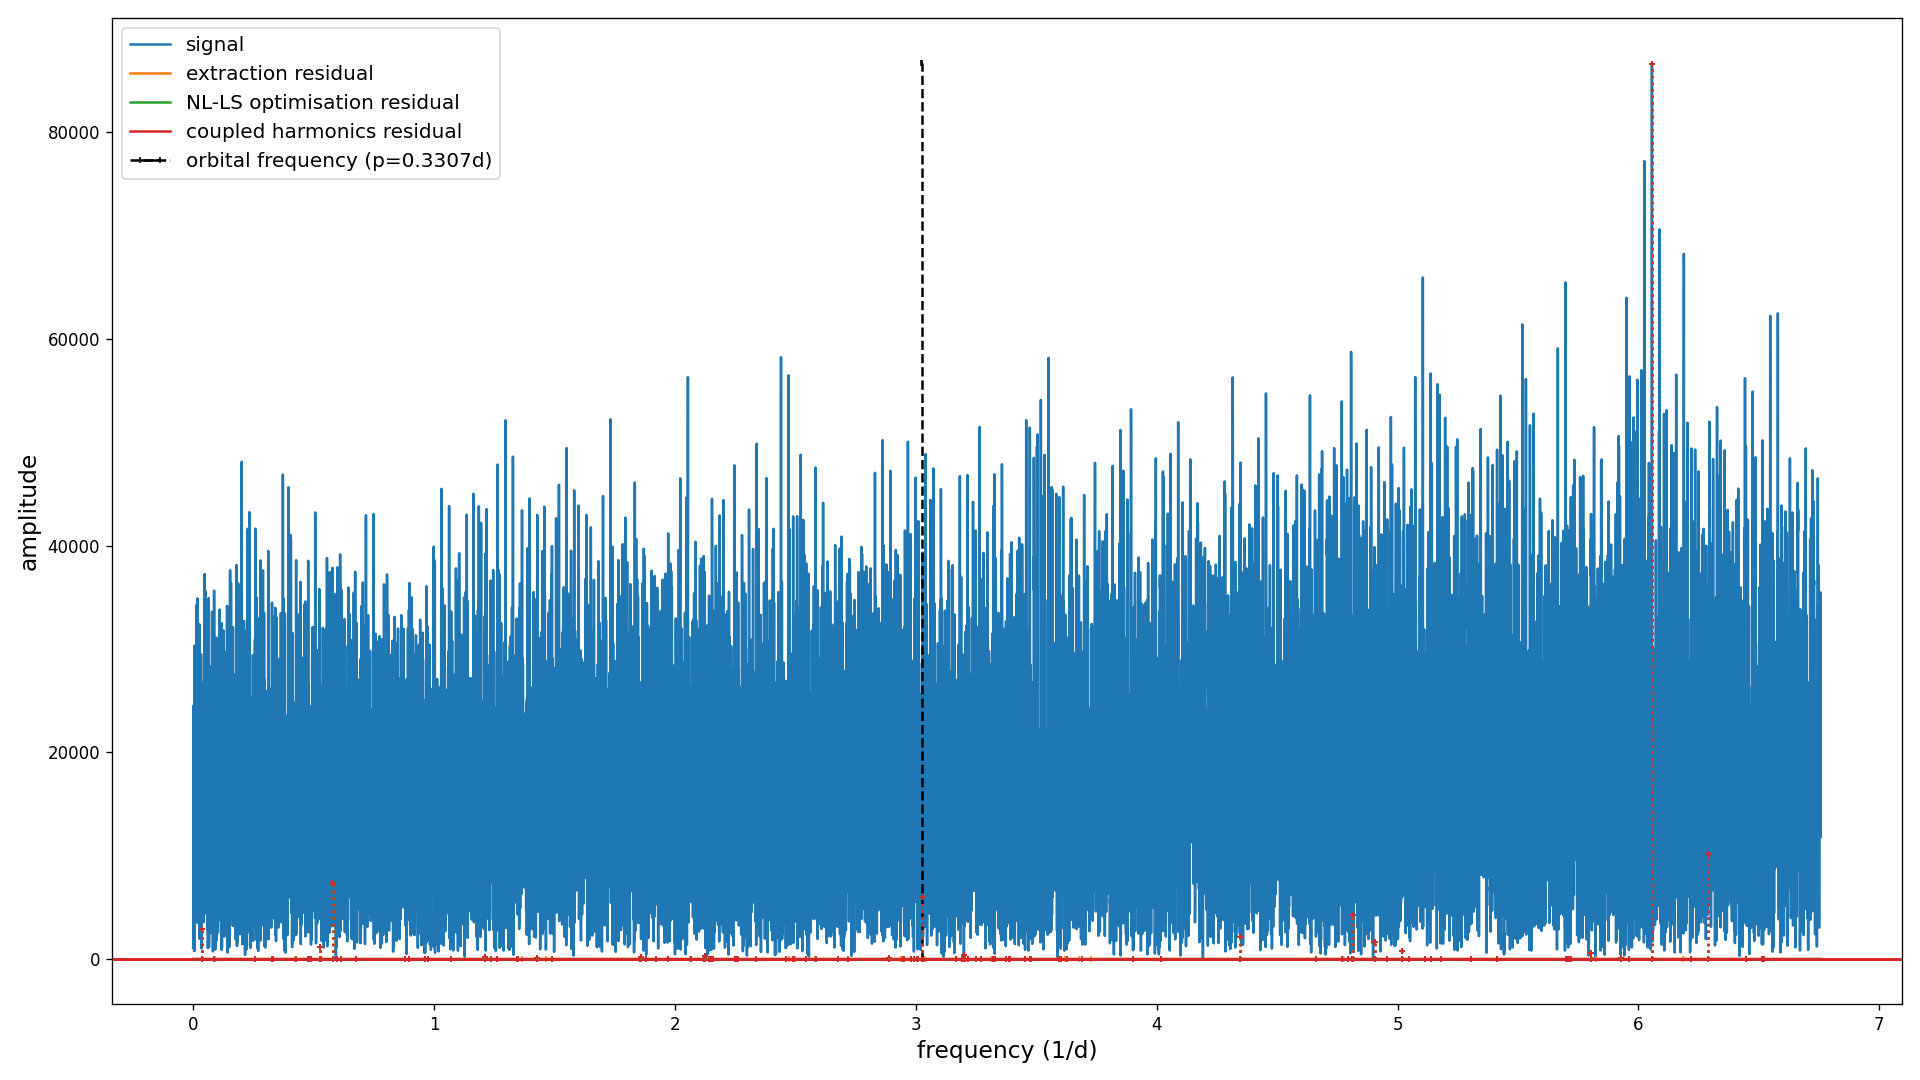 signal
extraction residual
NL-LS optimisation residual
coupled harmonics residual
orbital frequency (p=0.3307d)
amplitude
80000
60000
40000
20000
0
0 1 2 3 4 5 6 7
frequency (1/d)